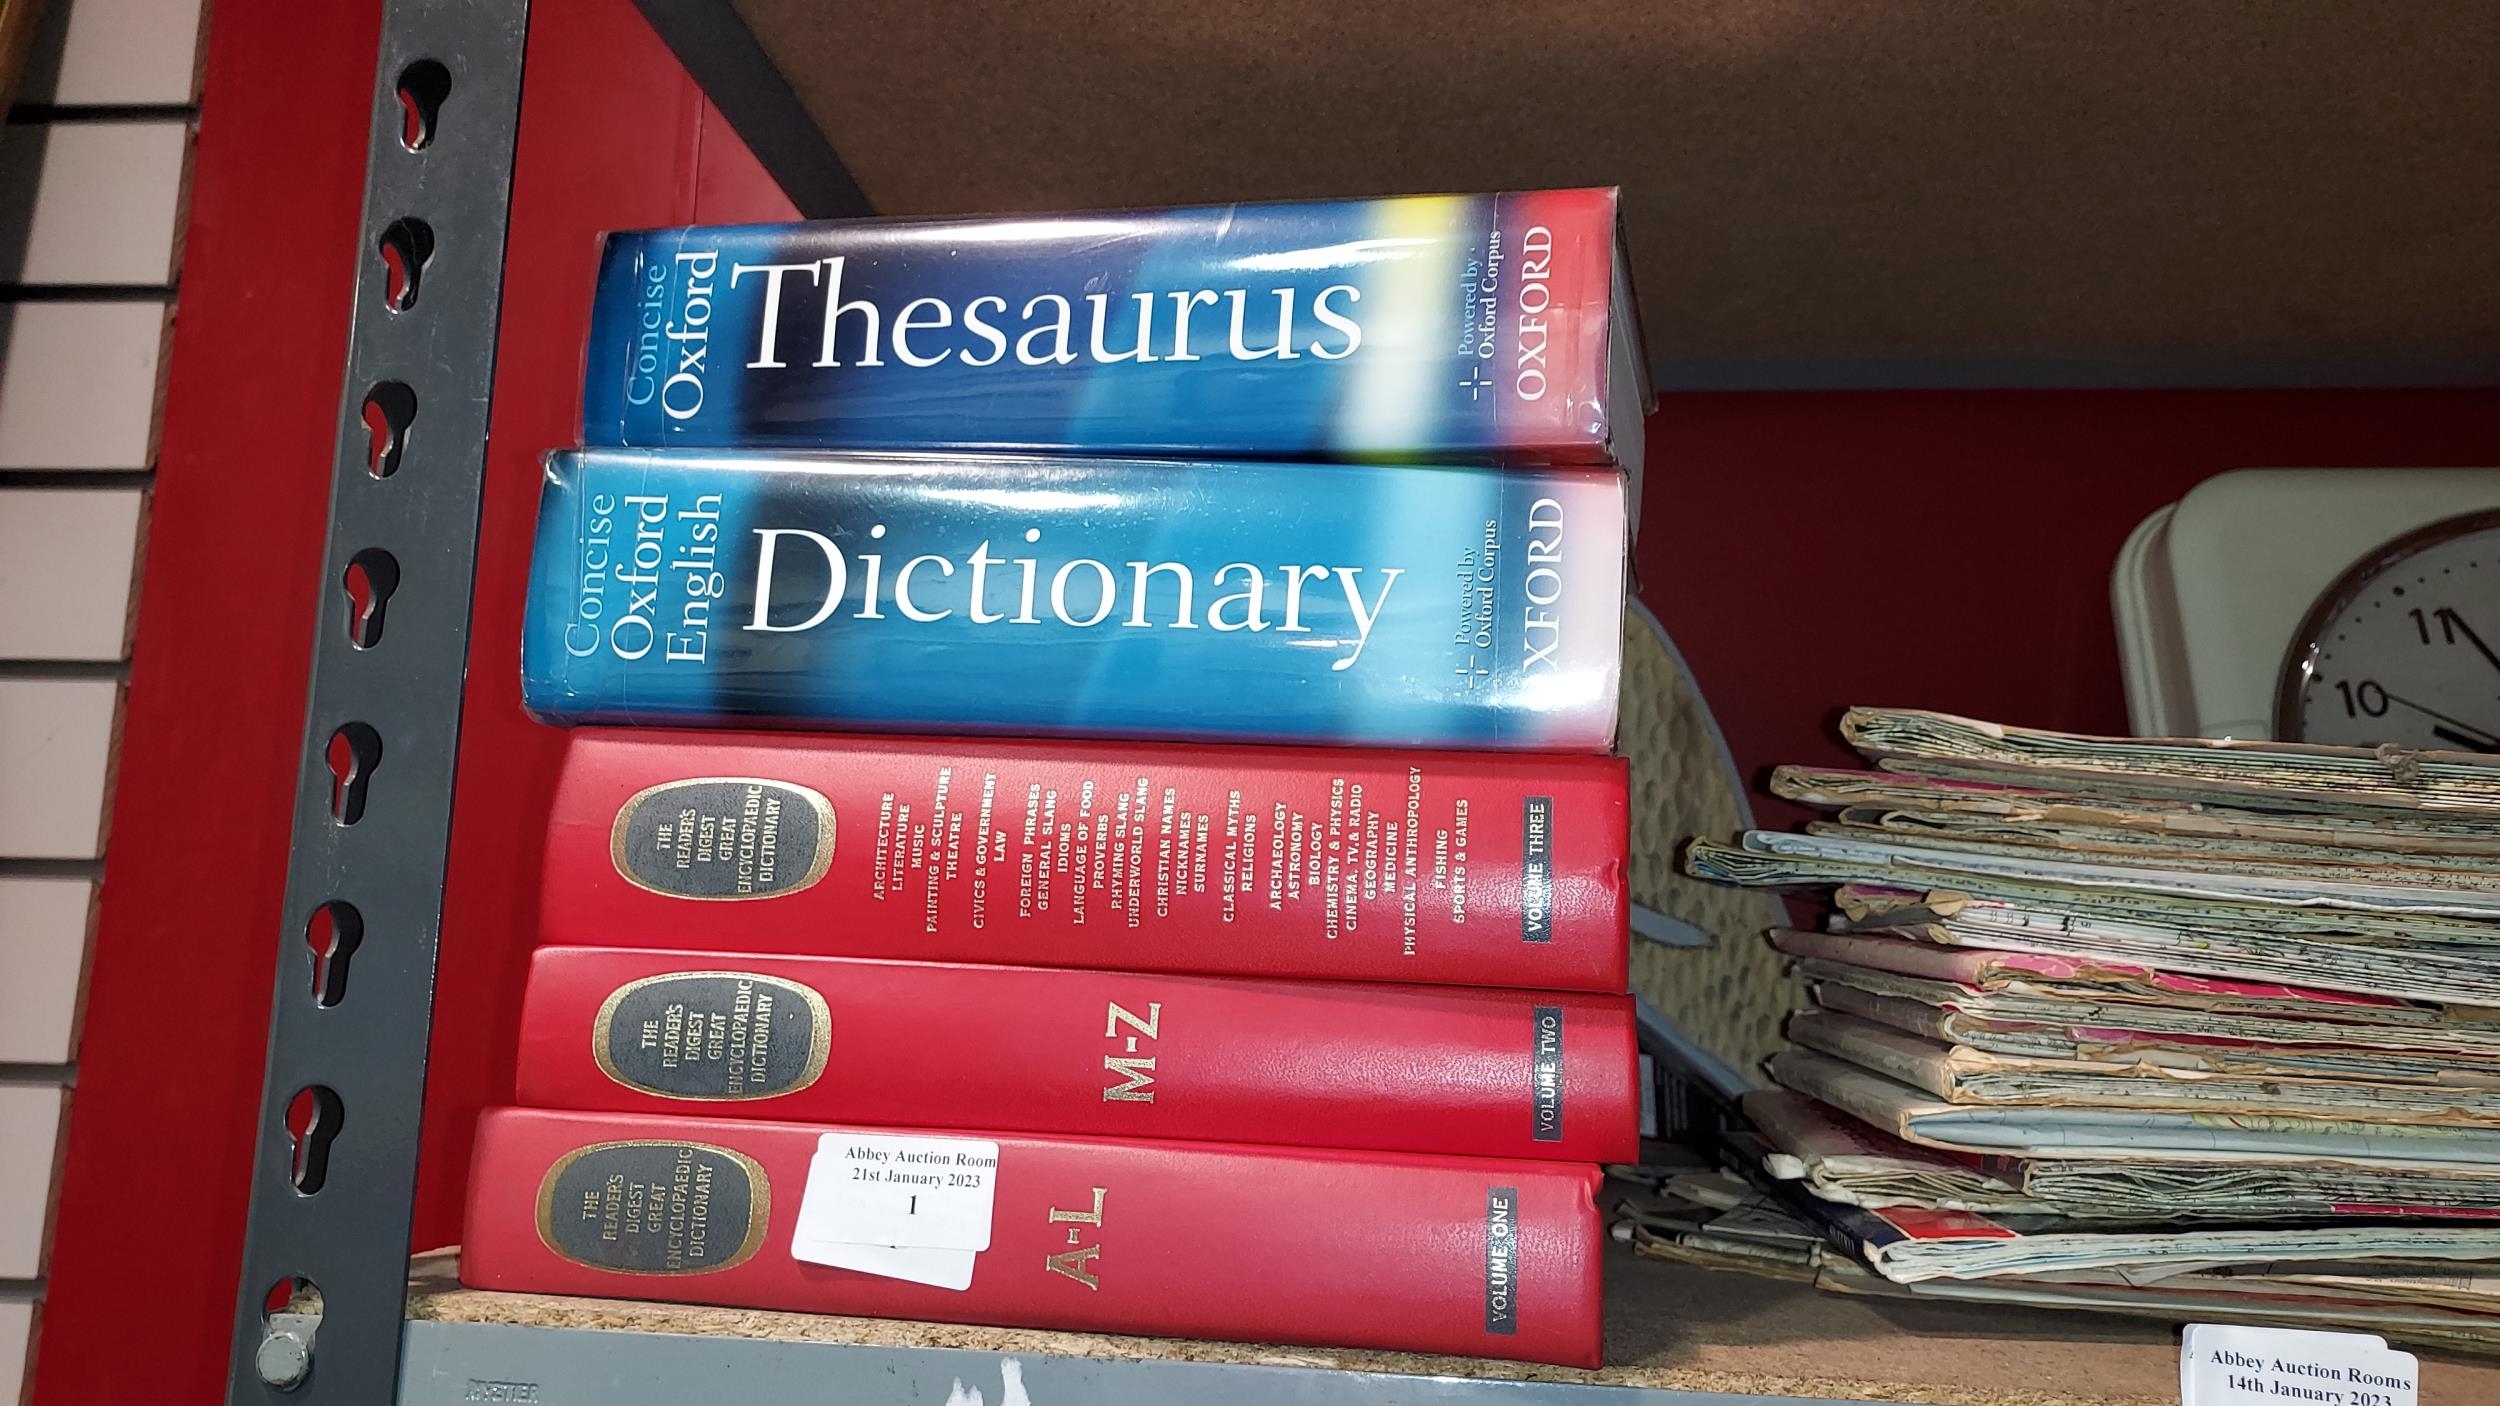 Concise
Oxford
Thesaurus
Powered by
Oxford Corpus
OXFORD
Concise
Oxford
English
Dictionary
Powered by
Oxford Corpus
OXFORD
THE
READER'S
DIGEST
GREAT
ENCYCLOPAEDIC
DICTIONARY
ARCHITECTURE
LITERATURE
MUSIC
PAINTING & SCULPTURE
THEATRE
CIVICS & GOVERNMENT
LAW
FOREIGN PHRASES
GENERAL SLANG
IDIOMS
LANGUAGE OF FOOD
PROVERBS
RHYMING SLANG
UNDERWORLD SLANG
CHRISTIAN NAMES
NICKNAMES
SURNAMES
CLASSICAL MYTHS
RELIGIONS
ARCHAEOLOGY
ASTRONOMY
BIOLOGY
CHEMISTRY & PHYSICS
CINEMA, TV, & RADIO
GEOGRAPHY
MEDICINE
PHYSICAL ANTHROPOLOGY
FISHING
SPORTS & GAMES
VOLUME THREE
THE
READER'S
DIGEST
GREAT
ENCYCLOPAEDIC
DICTIONARY
M-Z
VOLUME TWO
THE
READER'S
DIGEST
GREAT
ENCYCLOPAEDIC
DICTIONARY
Abbey Auction Room
21st January 2023
1
A-L
VOLUME ONE
11
10
Abbey Auction Rooms
14th January 2023